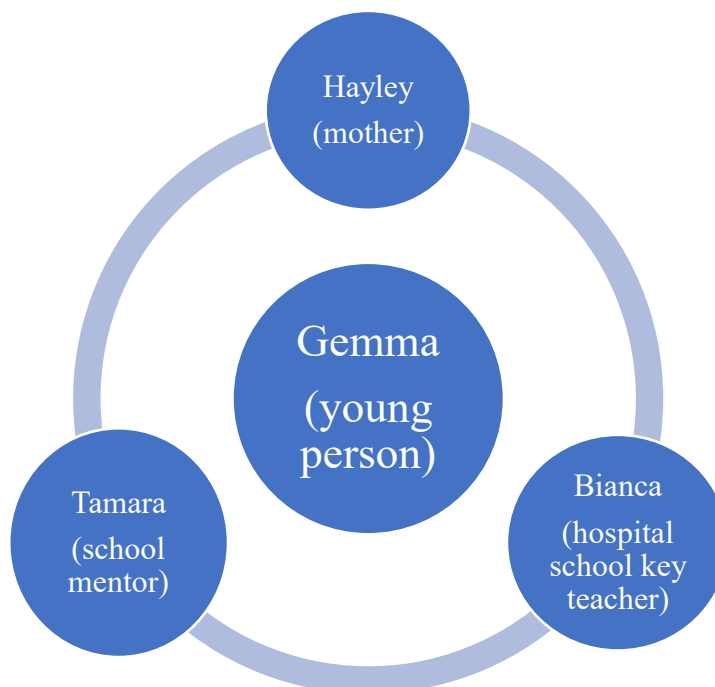 Hayley
(mother)
Gemma
(young
person)
Tamara
(school
mentor)
Bianca
(hospital
school key
teacher)